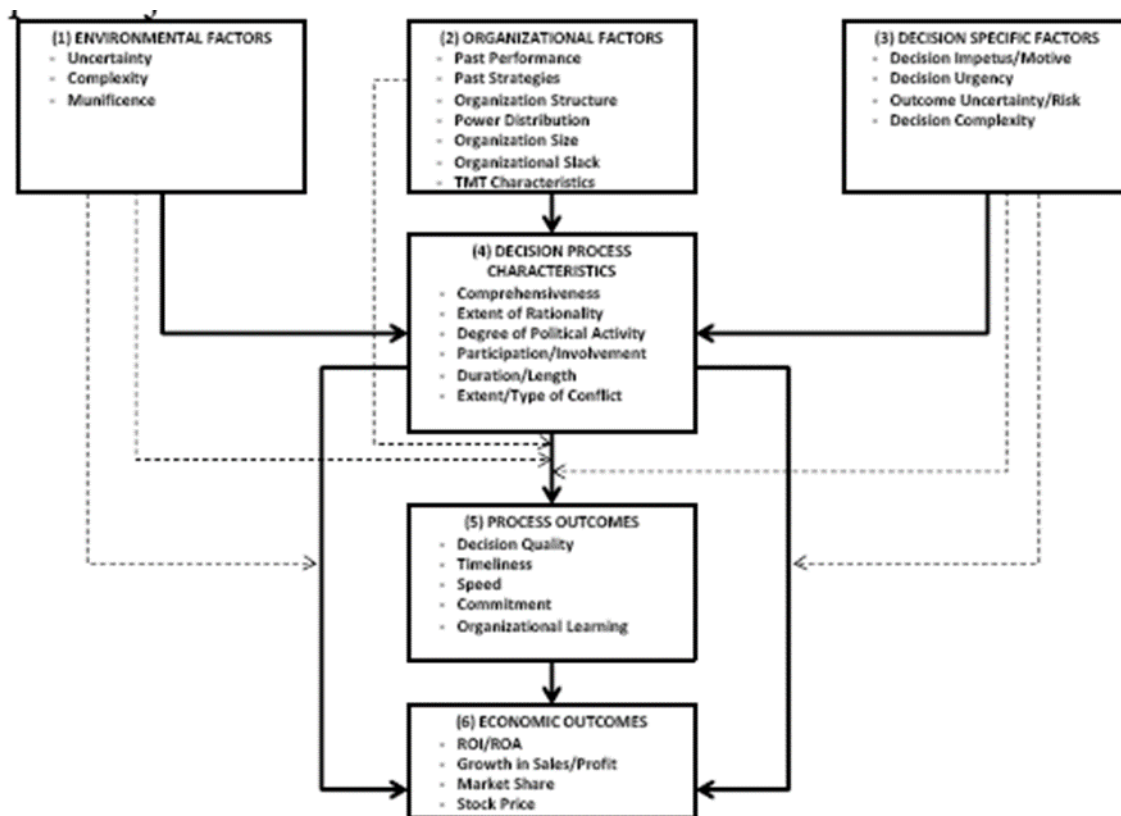 (1) ENVIRONMENTAL FACTORS
- Uncertainty
- Complexity
- Munificence
(2) ORGANIZATIONAL FACTORS
- Past Performance
- Past Strategies
- Organization Structure
- Power Distribution
- Organization Size
- Organizational Slack
- TMT Characteristics
(3) DECISION SPECIFIC FACTORS
- Decision Impetus/Motive
- Decision Urgency
- Outcome Uncertainty/Risk
- Decision Complexity
(4) DECISION PROCESS
CHARACTERISTICS
- Comprehensiveness
- Extent of Rationality
- Degree of Political Activity
- Participation/Involvement
- Duration/Length
- Extent/Type of Conflict
(5) PROCESS OUTCOMES
- Decision Quality
- Timeliness
- Speed
- Commitment
- Organizational Learning
(6) ECONOMIC OUTCOMES
- ROI/ROA
- Growth in Sales/Profit
- Market Share
- Stock Price